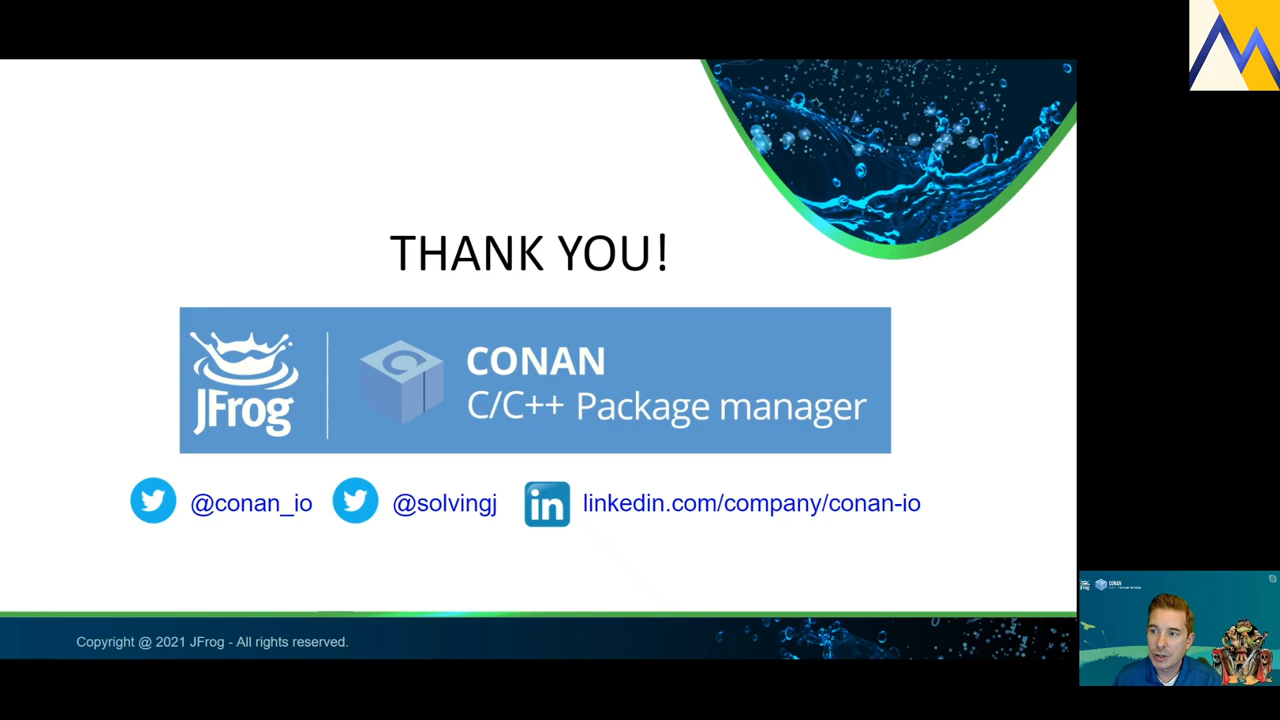 THANK YOU!
JFrog
CONAN
C/C++ Package manager
@conan_io @solvingj linkedin.com/company/conan-io
Copyright @ 2021 JFrog - All rights reserved.
CONAN